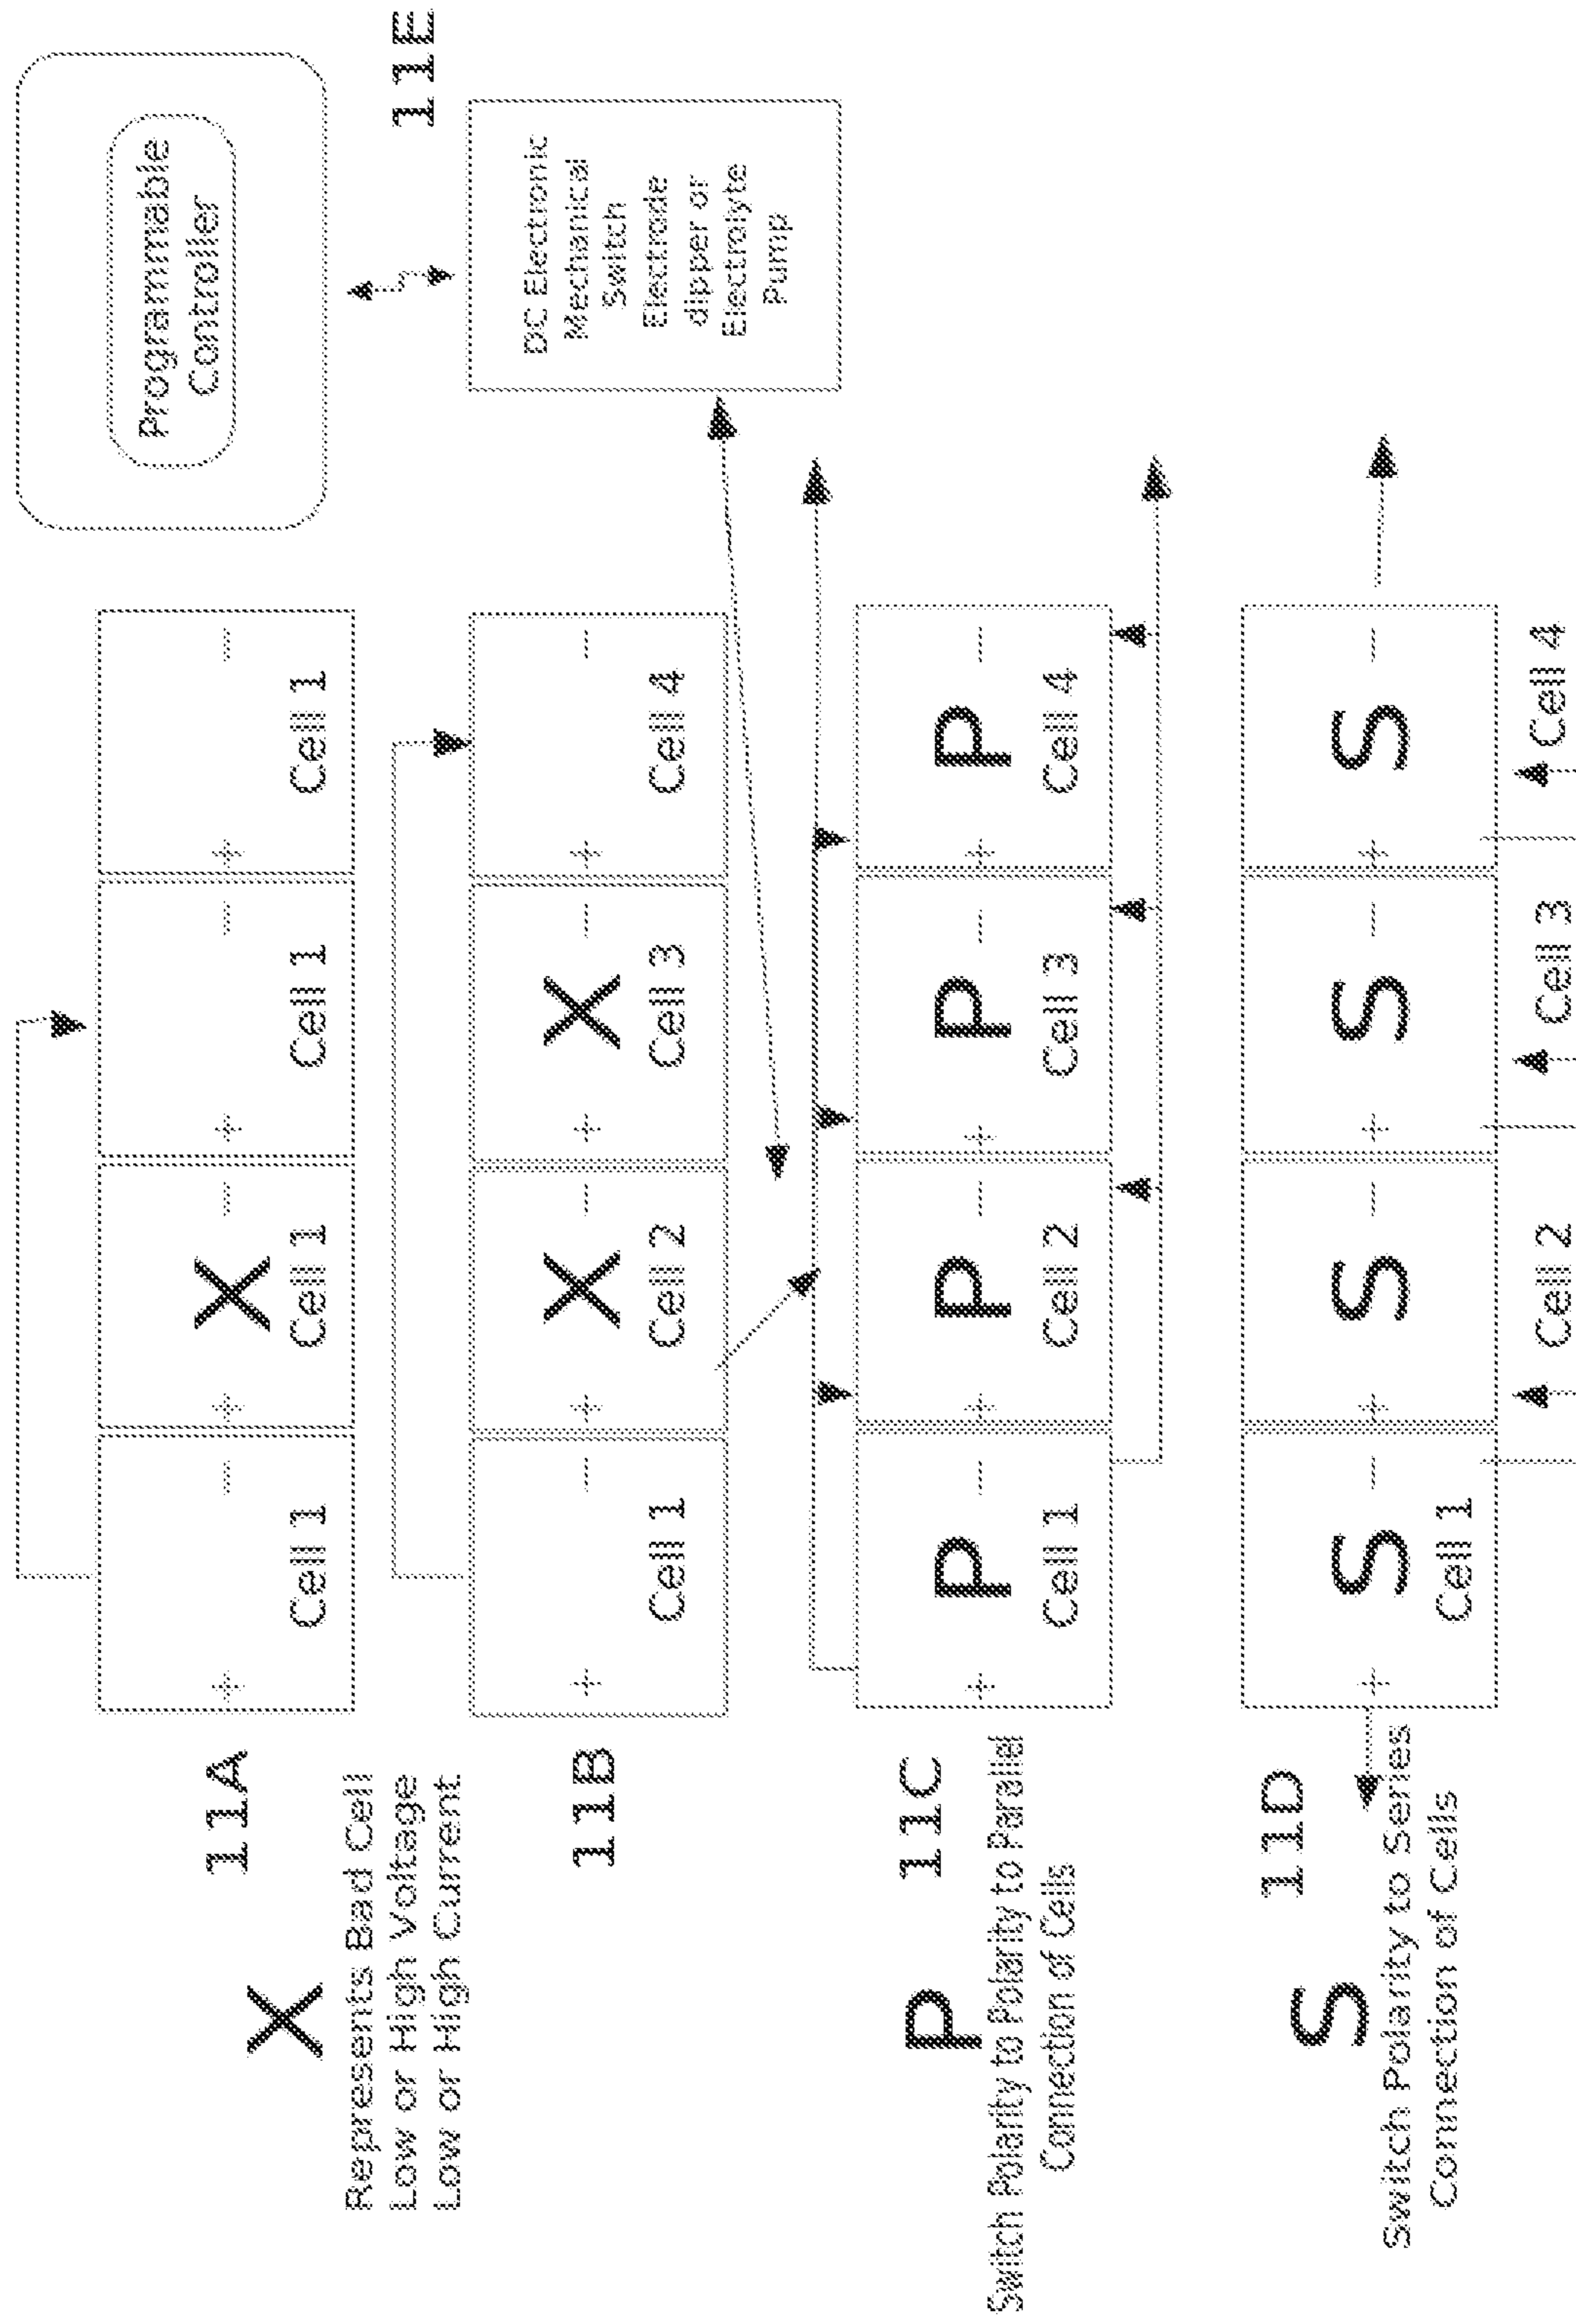 Programmable
Controller
11E
DC Electronic
Mechanical
Switch
Electrode
dipper or
Electrolyte
Pump
11A
+ — + — + — + —
X
Cell 1 Cell 1 Cell 1 Cell 1
X
Represents Bad Cell
Low or High Voltage
Low or High Current
11B
+ — + — + — + —
X X
Cell 1 Cell 2 Cell 3 Cell 4
11C
P
Switch Polarity to Polarity to Parallel
Connection of Cells
+ P — + P — + P — + P —
Cell 1 Cell 2 Cell 3 Cell 4
11D
S
Switch Polarity to Series
Connection of Cells
+ S — + S — + S — + S —
Cell 1
Cell 2 Cell 3 Cell 4